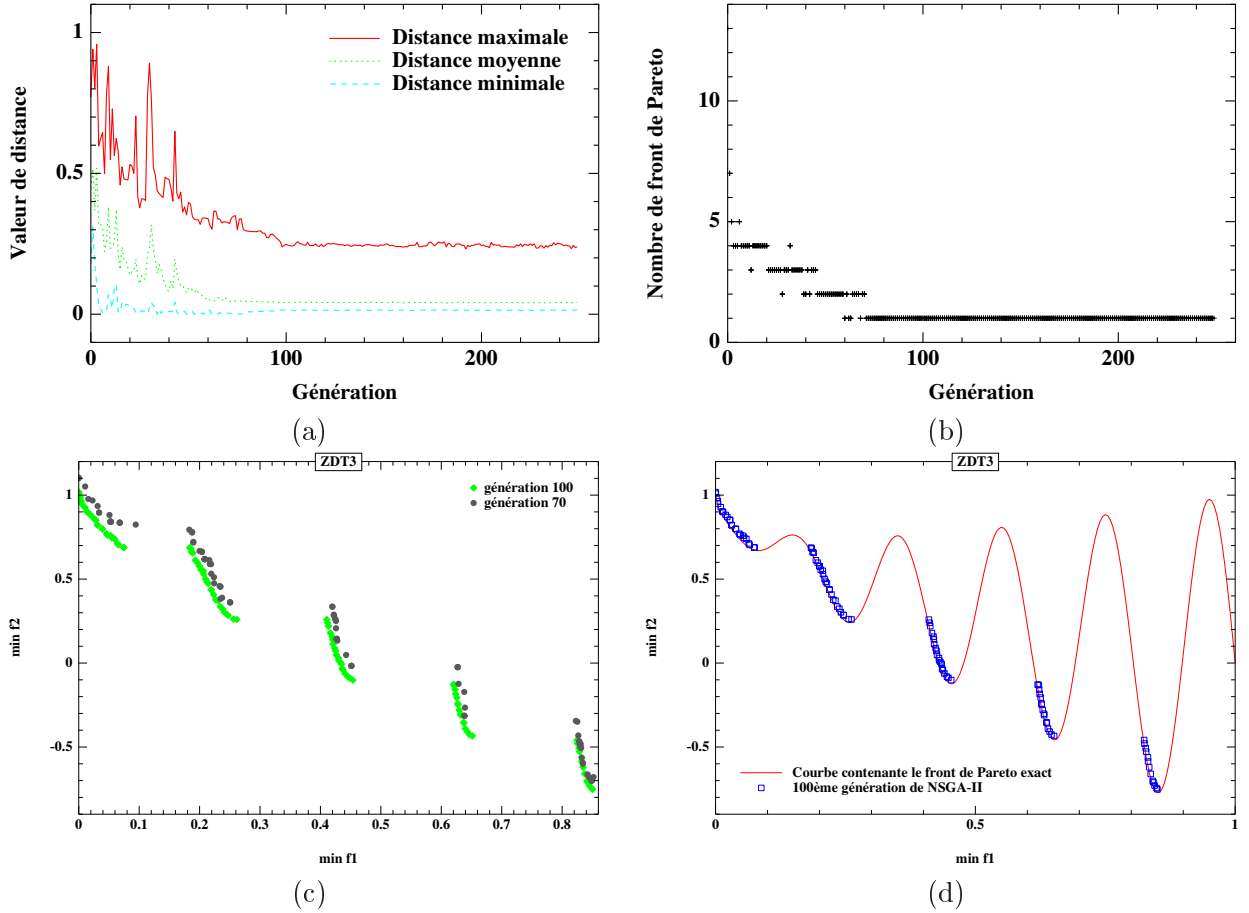 1
0.5
0
Valeur de distance
Distance maximale
Distance moyenne
Distance minimale
0
100
200
Génération
(a)
13
10
5
1
0
Nombre de front de Pareto
0
100
200
Génération
(b)
ZDT3
génération 100
génération 70
1
0.5
0
-0.5
min f2
0
0.1
0.2
0.3
0.4
0.5
0.6
0.7
0.8
min f1
(c)
ZDT3
1
0.5
0
-0.5
min f2
Courbe contenante le front de Pareto exact
100ème génération de NSGA-II
0
0.5
1
min f1
(d)